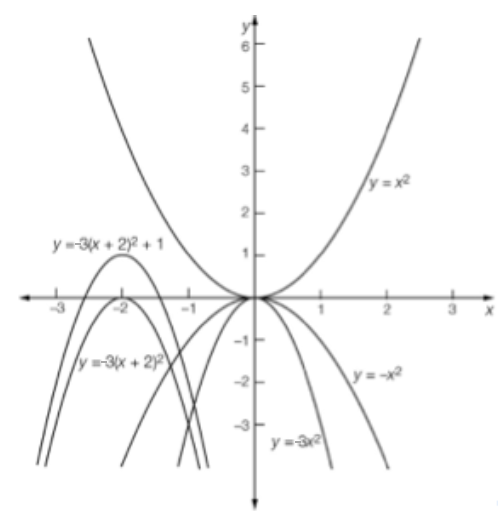 y
6
5
4
3
y = x²
2
y =-3(x + 2)² + 1
1
-3 -2 -1 1 2 3 x
-1
y =-3(x + 2)²
y = -x²
-2
-3
y =-3x²